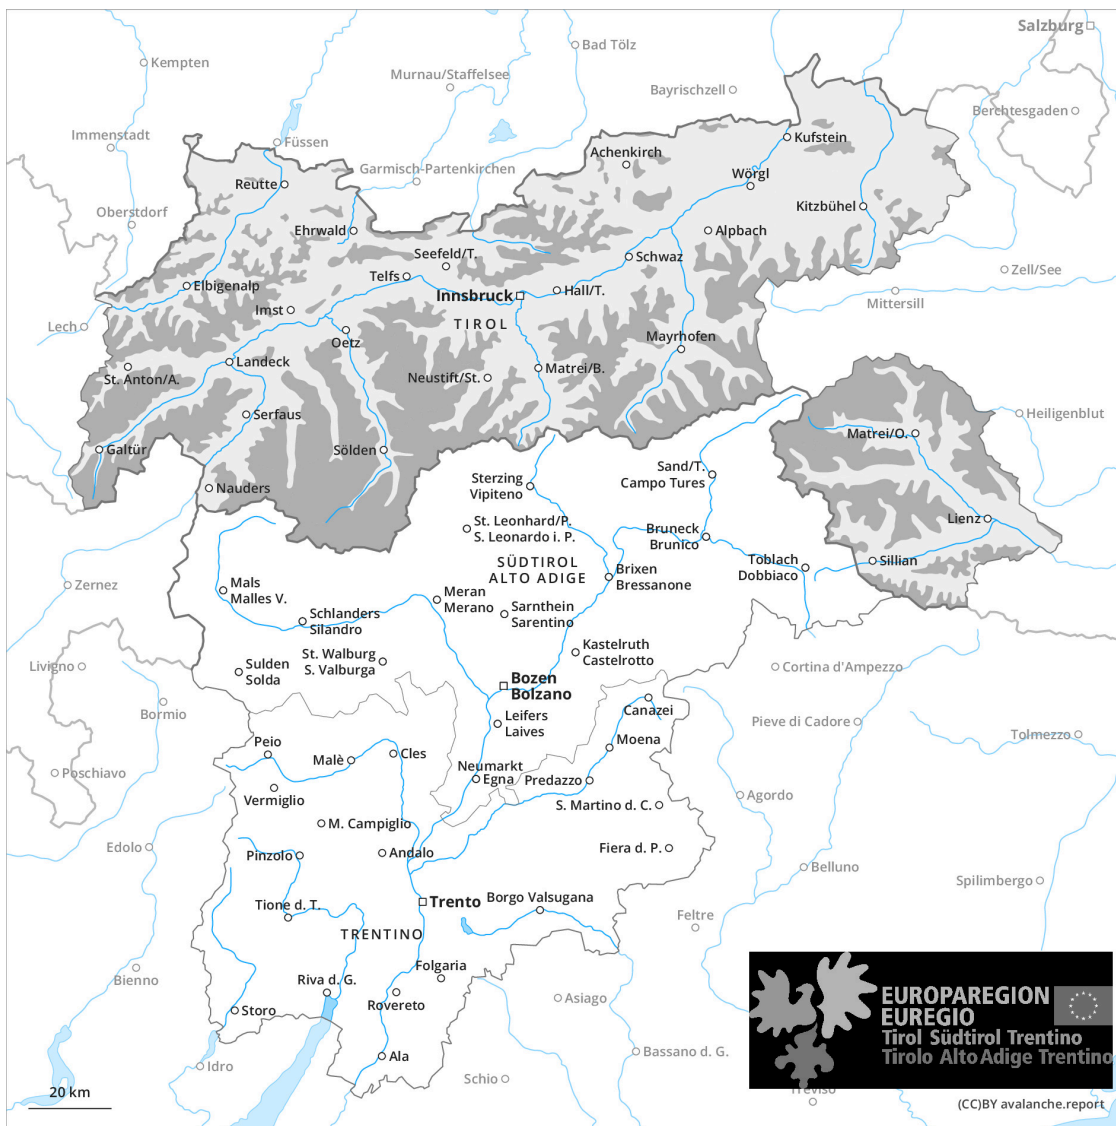 Salzburg
Bad Tölz
Kempten
Murnau/Staffelsee
Bayrischzell
Berchtesgaden
Immenstadt
Füssen
Kufstein
Achenkirch
Garmisch-Partenkirchen
Wörgl
Reutte
Oberstdorf
Kitzbühel
Ehrwald
Alpbach
Seefeld/T.
Schwaz
Zell/See
Telfs
Elbigenalp
Hall/T.
Innsbruck
Mittersill
Imst
TIROL
Lech
Oetz
Mayrhofen
Landeck
Matrei/B.
St. Anton/A.
Neustift/St.
Serfaus
Heiligenblut
Matrei/O.
Galtür
Sölden
Sand/T.
Campo Tures
Sterzing
Vipiteno
Nauders
Lienz
St. Leonhard/P.
S. Leonardo i. P.
Bruneck
Brunico
SÜDTIROL
ALTO ADIGE
Toblach
Dobbiaco
Sillian
Brixen
Bressanone
Zernez
Mals
Malles V.
Meran
Merano
Sarnthein
Sarentino
Schlanders
Silandro
Kastelruth
Castelrotto
St. Walburg
S. Valburga
Livigno
Sulden
Solda
Cortina d'Ampezzo
Bozen
Bolzano
Canazei
Bormio
Leifers
Laives
Pieve di Cadore
Tolmezzo
Moena
Peio
Cles
Malè
Neumarkt
Egna
Predazzo
Poschiavo
Vermiglio
Agordo
S. Martino d. C.
M. Campiglio
Edolo
Pinzolo
Andalo
Fiera d. P.
Belluno
Spilimbergo
Tione d. T.
Trento
Borgo Valsugana
Feltre
TRENTINO
Folgaria
Bienno
Riva d. G.
Rovereto
Asiago
Storo
EUROPAREGION
EUREGIO
Tirol Südtirol Trentino
Tirolo Alto Adige Trentino
Ala
Idro
Bassano d. G.
Schio
Treviso
20 km
(CC)BY avalanche.report